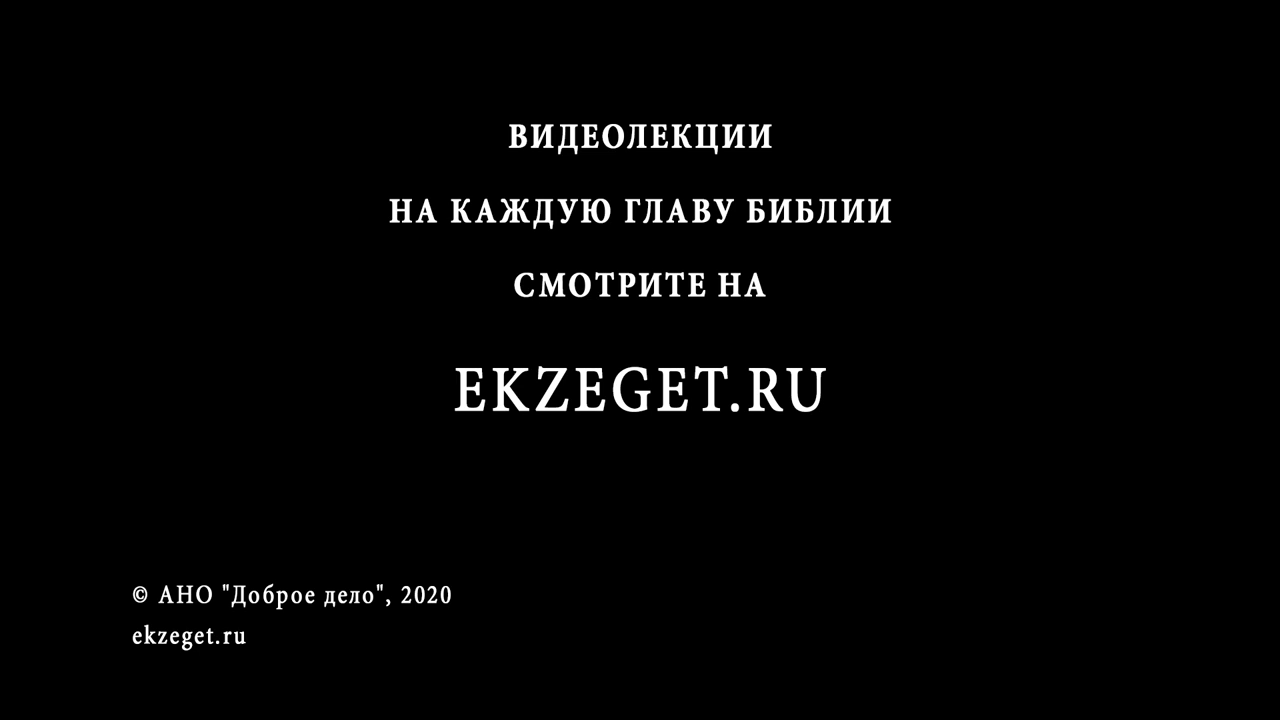 ВИДЕОЛЕКЦИИ
НА КАЖДУЮ ГЛАВУ БИБЛИИ
СМОТРИТЕ НА
EKZEGET.RU
© АНО "Доброе дело", 2020
ekzeget.ru